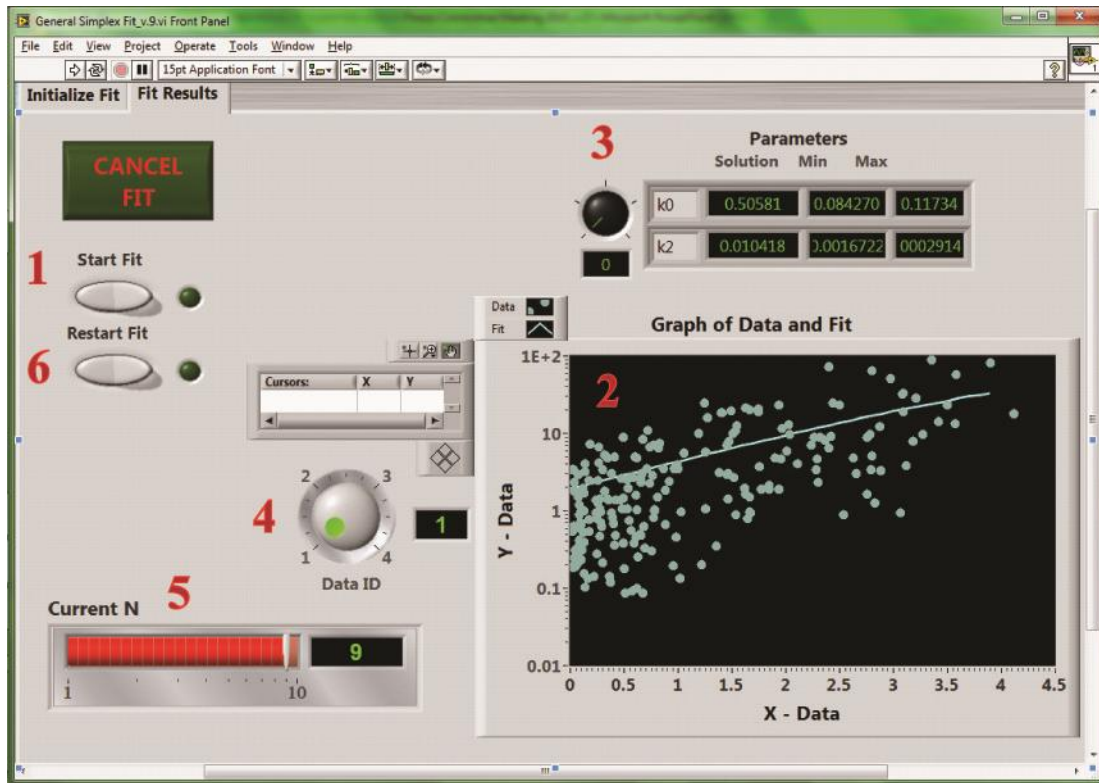 General Simplex Fit_v.9.vi Front Panel
File Edit View Project Operate Tools Window Help
15pt Application Font
1
Initialize Fit Fit Results
CANCEL
FIT
3
Parameters
Solution Min Max
k0 0.50581 0.084270 0.11734
k2 0.010418 0.0016722 0002914
0
1
Start Fit
6
Restart Fit
Data
Fit
Cursors: X Y
4
1 2 3 4
1
Data ID
5
Current N
9
1 10
Graph of Data and Fit
2
1E+2
10
1
0.1
0.01
Y - Data
0 0.5 1 1.5 2 2.5 3 3.5 4 4.5
X - Data